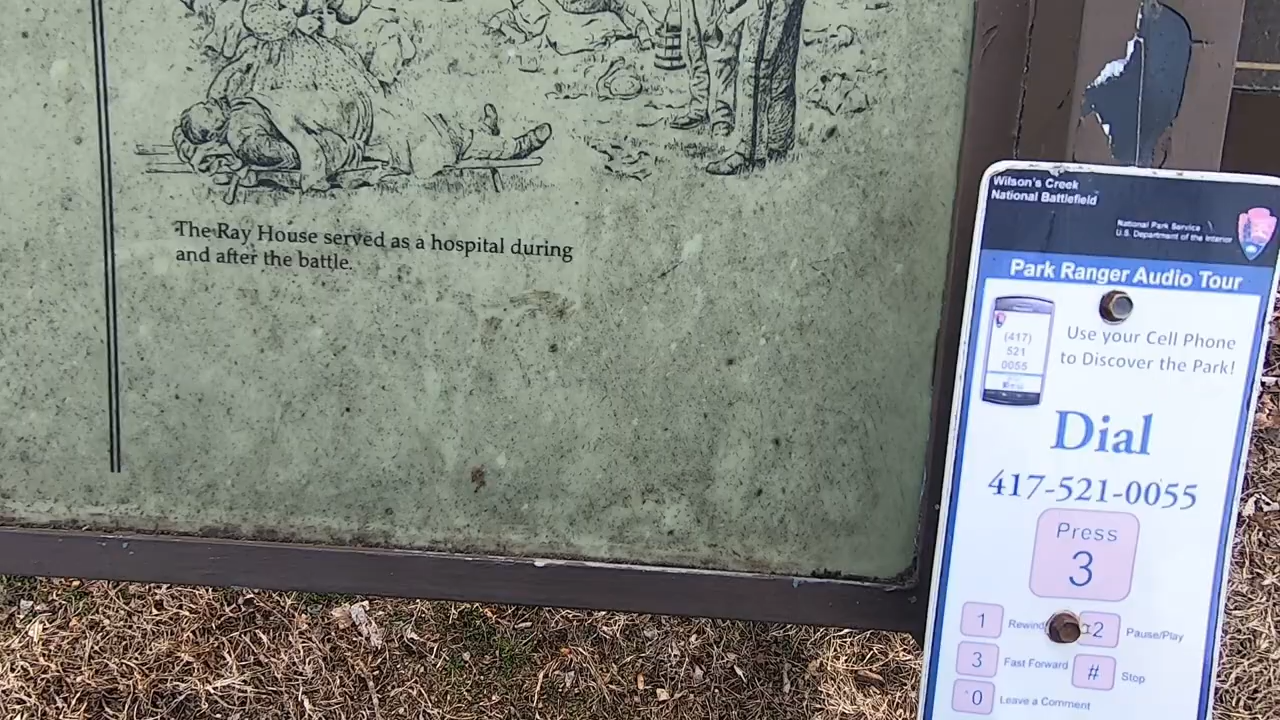 The Ray House served as a hospital during
and after the battle.
Wilson's Creek
National Battlefield
National Park Service
U.S. Department of the Interior
Park Ranger Audio Tour
(417)
521
0055
Use your Cell Phone
to Discover the Park!
Dial
417-521-0055
Press
3
1 Rewind 2 Pause/Play
3 Fast Forward # Stop
0 Leave a Comment